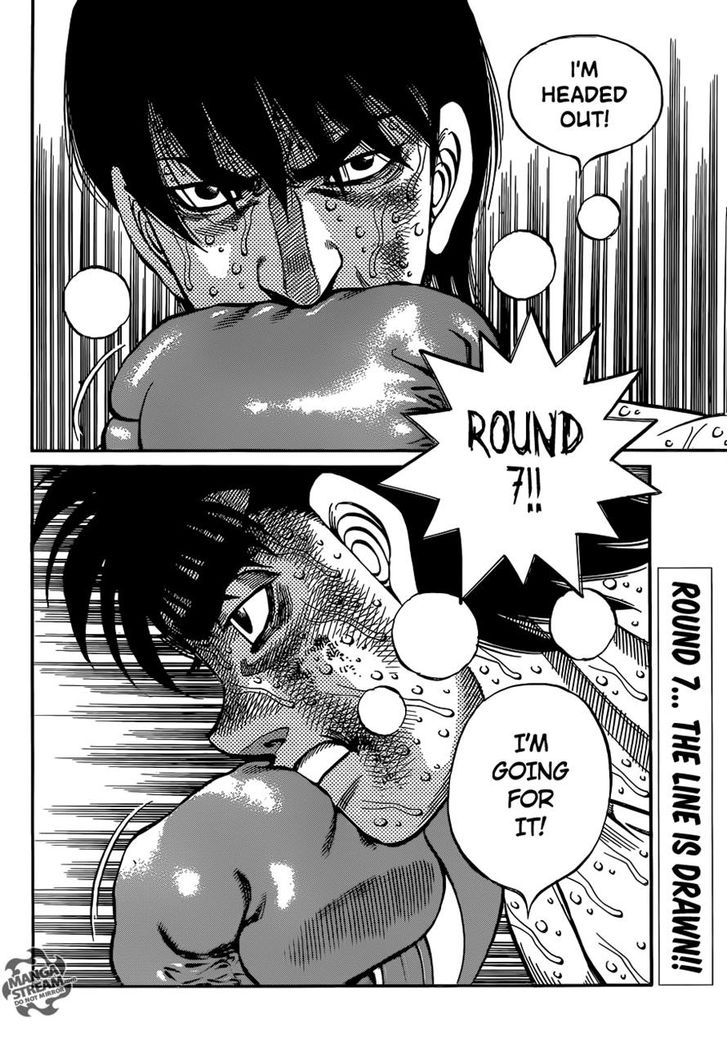 I'M
HEADED
OUT!
ROUND
7!!
I'M
GOING
FOR
IT!
ROUND 7... THE LINE IS DRAWN!!
MANGA
STREAM
DO NOT MIRROR